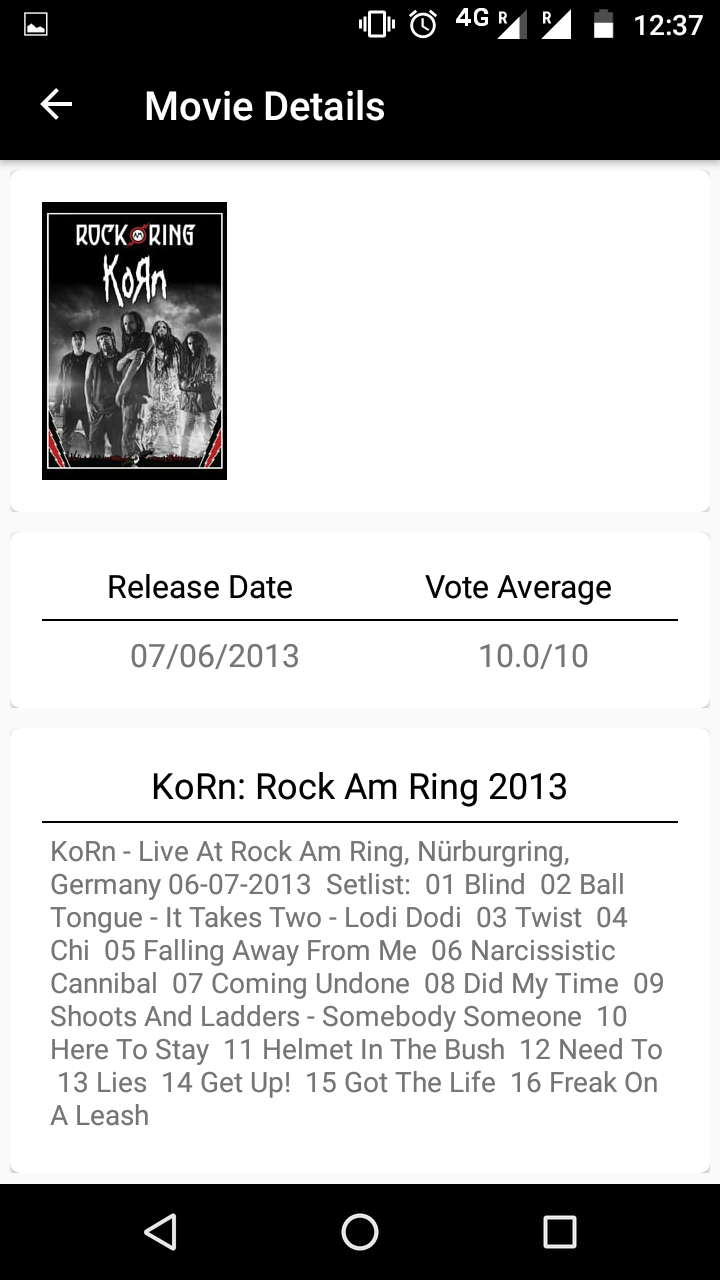 4G R R 12:37
Movie Details
ROCK RING
KoRn
Release Date Vote Average
07/06/2013 10.0/10
KoRn: Rock Am Ring 2013
KoRn - Live At Rock Am Ring, Nürburgring,
Germany 06-07-2013 Setlist: 01 Blind 02 Ball
Tongue - It Takes Two - Lodi Dodi 03 Twist 04
Chi 05 Falling Away From Me 06 Narcissistic
Cannibal 07 Coming Undone 08 Did My Time 09
Shoots And Ladders - Somebody Someone 10
Here To Stay 11 Helmet In The Bush 12 Need To
13 Lies 14 Get Up! 15 Got The Life 16 Freak On
A Leash